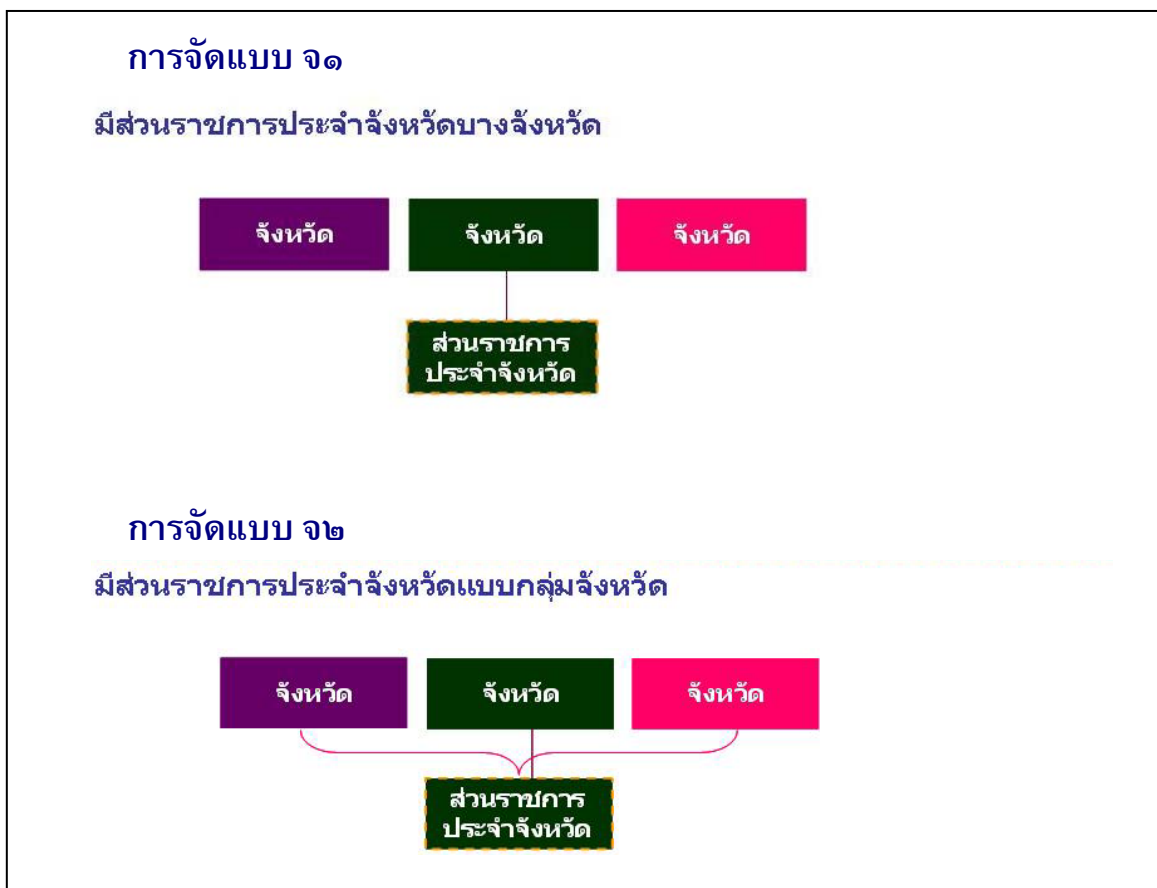 การจัดแบบ จ๑
มีส่วนราชการประจำจังหวัดบางจังหวัด
จังหวัด จังหวัด จังหวัด
ส่วนราชการ
ประจำจังหวัด
การจัดแบบ จ๒
มีส่วนราชการประจำจังหวัดแบบกลุ่มจังหวัด
จังหวัด จังหวัด จังหวัด
ส่วนราชการ
ประจำจังหวัด